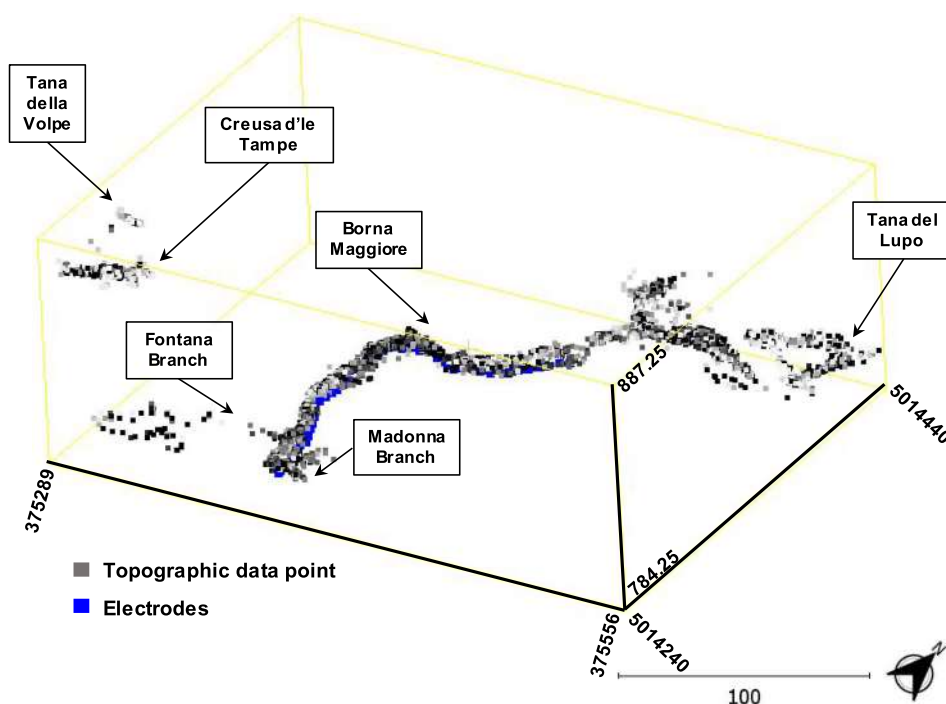 Tana
della
Volpe
Creusa d'le
Tampe
Borna
Maggiore
Tana del
Lupo
Fontana
Branch
Madonna
Branch
887.25
5014440
375289
784.25
375556
5014240
Topographic data point
Electrodes
100
N